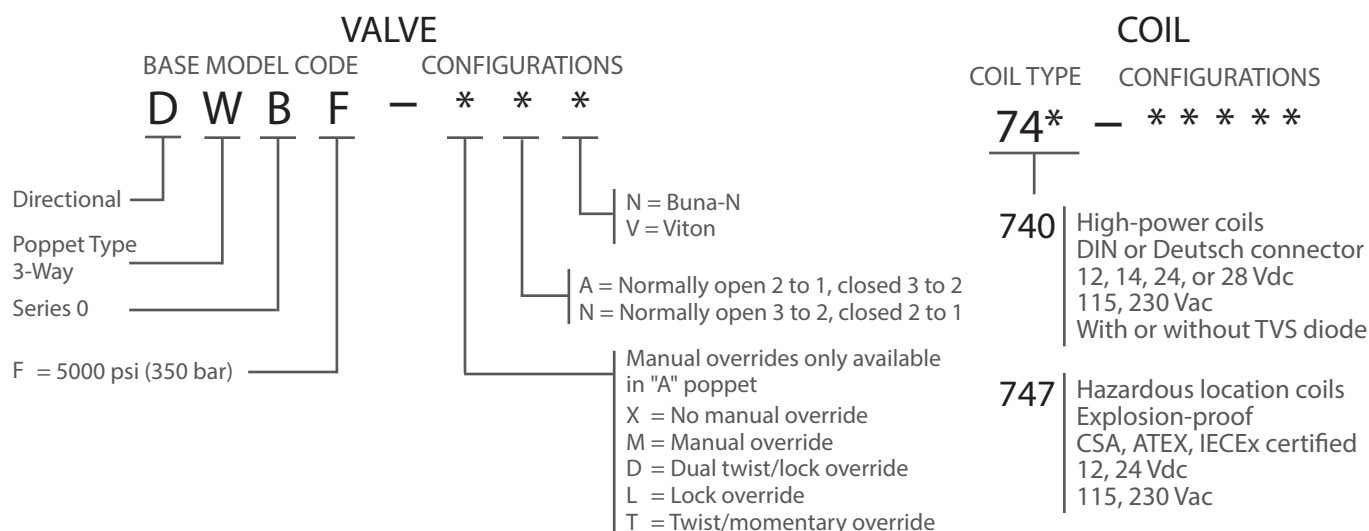 VALVE
BASE MODEL CODE CONFIGURATIONS
D W B F – * * *
Directional
Poppet Type
3-Way
Series 0
F = 5000 psi (350 bar)
N = Buna-N
V = Viton
A = Normally open 2 to 1, closed 3 to 2
N = Normally open 3 to 2, closed 2 to 1
Manual overrides only available
in "A" poppet
X = No manual override
M = Manual override
D = Dual twist/lock override
L = Lock override
T = Twist/momentary override
COIL
COIL TYPE CONFIGURATIONS
74* – * * * * *
740
High-power coils
DIN or Deutsch connector
12, 14, 24, or 28 Vdc
115, 230 Vac
With or without TVS diode
747
Hazardous location coils
Explosion-proof
CSA, ATEX, IECEx certified
12, 24 Vdc
115, 230 Vac